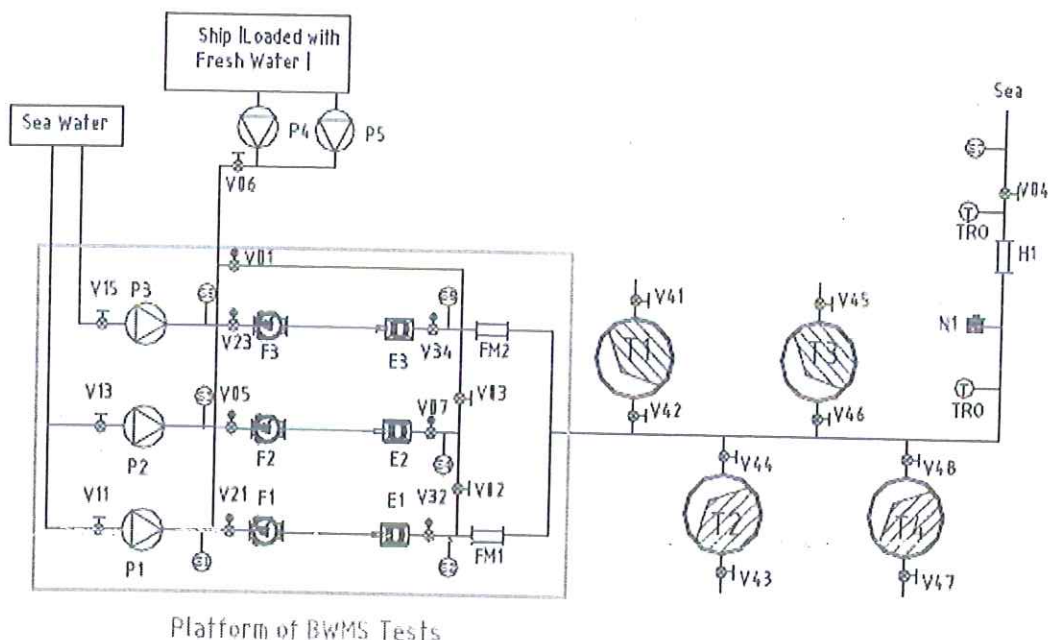 Ship (Loaded with
Fresh Water )
Sea Water
P4
P5
V06
Sea
V04
TRO
H1
N1
TRO
V01
V15
P3
V23
F3
E3
V34
FM2
V03
V13
V05
P2
F2
E2
V07
V02
V11
V21
P1
F1
E1
V32
FM1
V41
T1
V42
V45
T3
V46
V44
T2
V43
V48
T4
V47
Platform of BWMS Tests